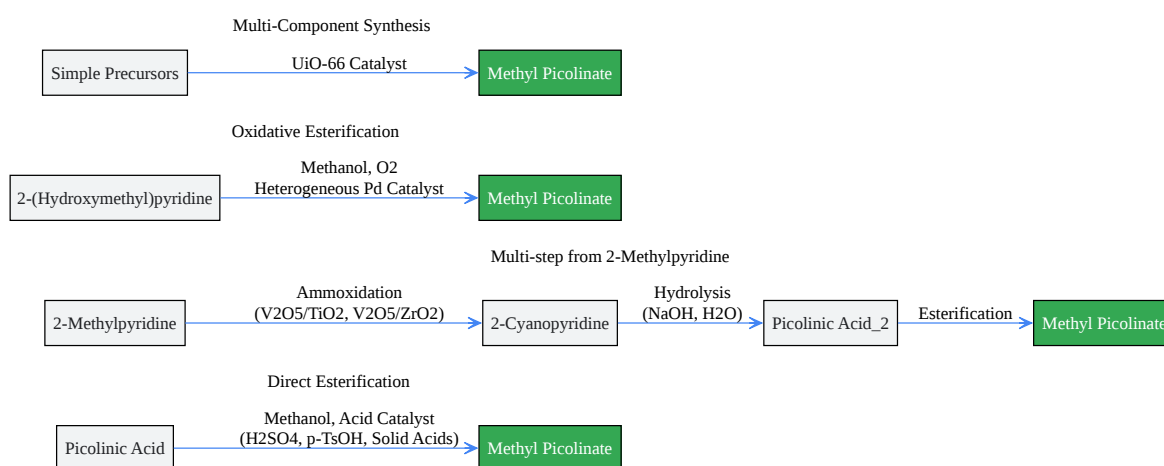 Multi-Component Synthesis
Simple Precursors
UiO-66 Catalyst
Methyl Picolinate
Oxidative Esterification
2-(Hydroxymethyl)pyridine
Methanol, O2
Heterogeneous Pd Catalyst
Methyl Picolinate
Multi-step from 2-Methylpyridine
2-Methylpyridine
Ammoxidation
(V2O5/TiO2, V2O5/ZrO2)
2-Cyanopyridine
Hydrolysis
(NaOH, H2O)
Picolinic Acid_2
Esterification
Methyl Picolinate
Direct Esterification
Picolinic Acid
Methanol, Acid Catalyst
(H2SO4, p-TsOH, Solid Acids)
Methyl Picolinate